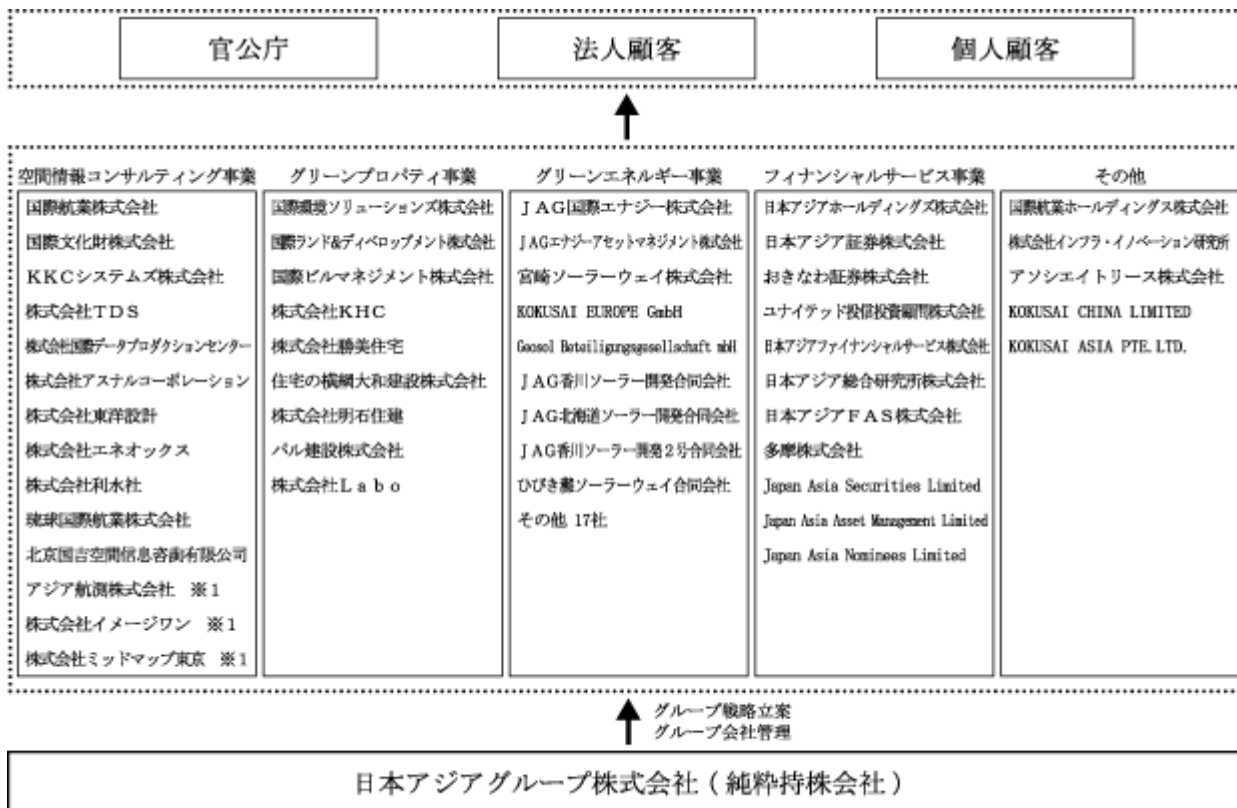 官公庁
法人顧客
個人顧客
空間情報コンサルティング事業
国際航業株式会社
国際文化財株式会社
KKCシステムズ株式会社
株式会社TDS
株式会社国際データプロダクションセンター
株式会社アスナルコーポレーション
株式会社東洋設計
株式会社エネオックス
株式会社利水社
琉球国際航業株式会社
北京国吉空間信息咨詢有限公司
アジア航測株式会社 ※1
株式会社イメージワン ※1
株式会社ミッドマップ東京 ※1
グリーンプロパティ事業
国際環境ソリューションズ株式会社
国際ランド&ディベロップメント株式会社
国際ビルマネジメント株式会社
株式会社KHC
株式会社勝美住宅
住宅の横綱大和建設株式会社
株式会社明石住建
パル建設株式会社
株式会社Labo
グリーンエネルギー事業
JAG国際エナジー株式会社
JAGエナジーアセットマネジメント株式会社
宮崎ソーラーウェイ株式会社
KOKUSAI EUROPE GmbH
Geosol Beteiligungsgesellschaft mbH
JAG香川ソーラー開発合同会社
JAG北海道ソーラー開発合同会社
JAG香川ソーラー開発2号合同会社
ひびき灘ソーラーウェイ合同会社
その他 17社
フィナンシャルサービス事業
日本アジアホールディングズ株式会社
日本アジア証券株式会社
おきなわ証券株式会社
ユナイテッド投信投資顧問株式会社
日本アジアファイナンシャルサービス株式会社
日本アジア総合研究所株式会社
日本アジアFAS株式会社
多摩株式会社
Japan Asia Securities Limited
Japan Asia Asset Management Limited
Japan Asia Nominees Limited
その他
国際航業ホールディングス株式会社
株式会社インフラ・イノベーション研究所
アソシエイトリース株式会社
KOKUSAI CHINA LIMITED
KOKUSAI ASIA PTE.LTD.
グループ戦略立案
グループ会社管理
日本アジアグループ株式会社(純粋持株会社)